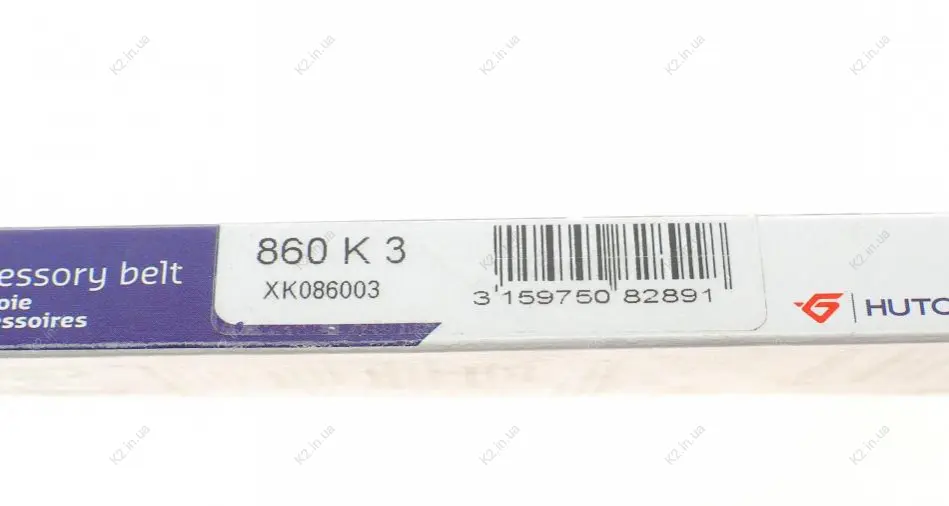 K2.in.ua K2.in.ua K2.in.ua K2.in.ua K2.in.ua
essory belt
oie
essoires
860 K 3
XK086003
3 159750 82891
HUTC
K2.in.ua K2.in.ua K2.in.ua K2.in.ua K2.in.ua